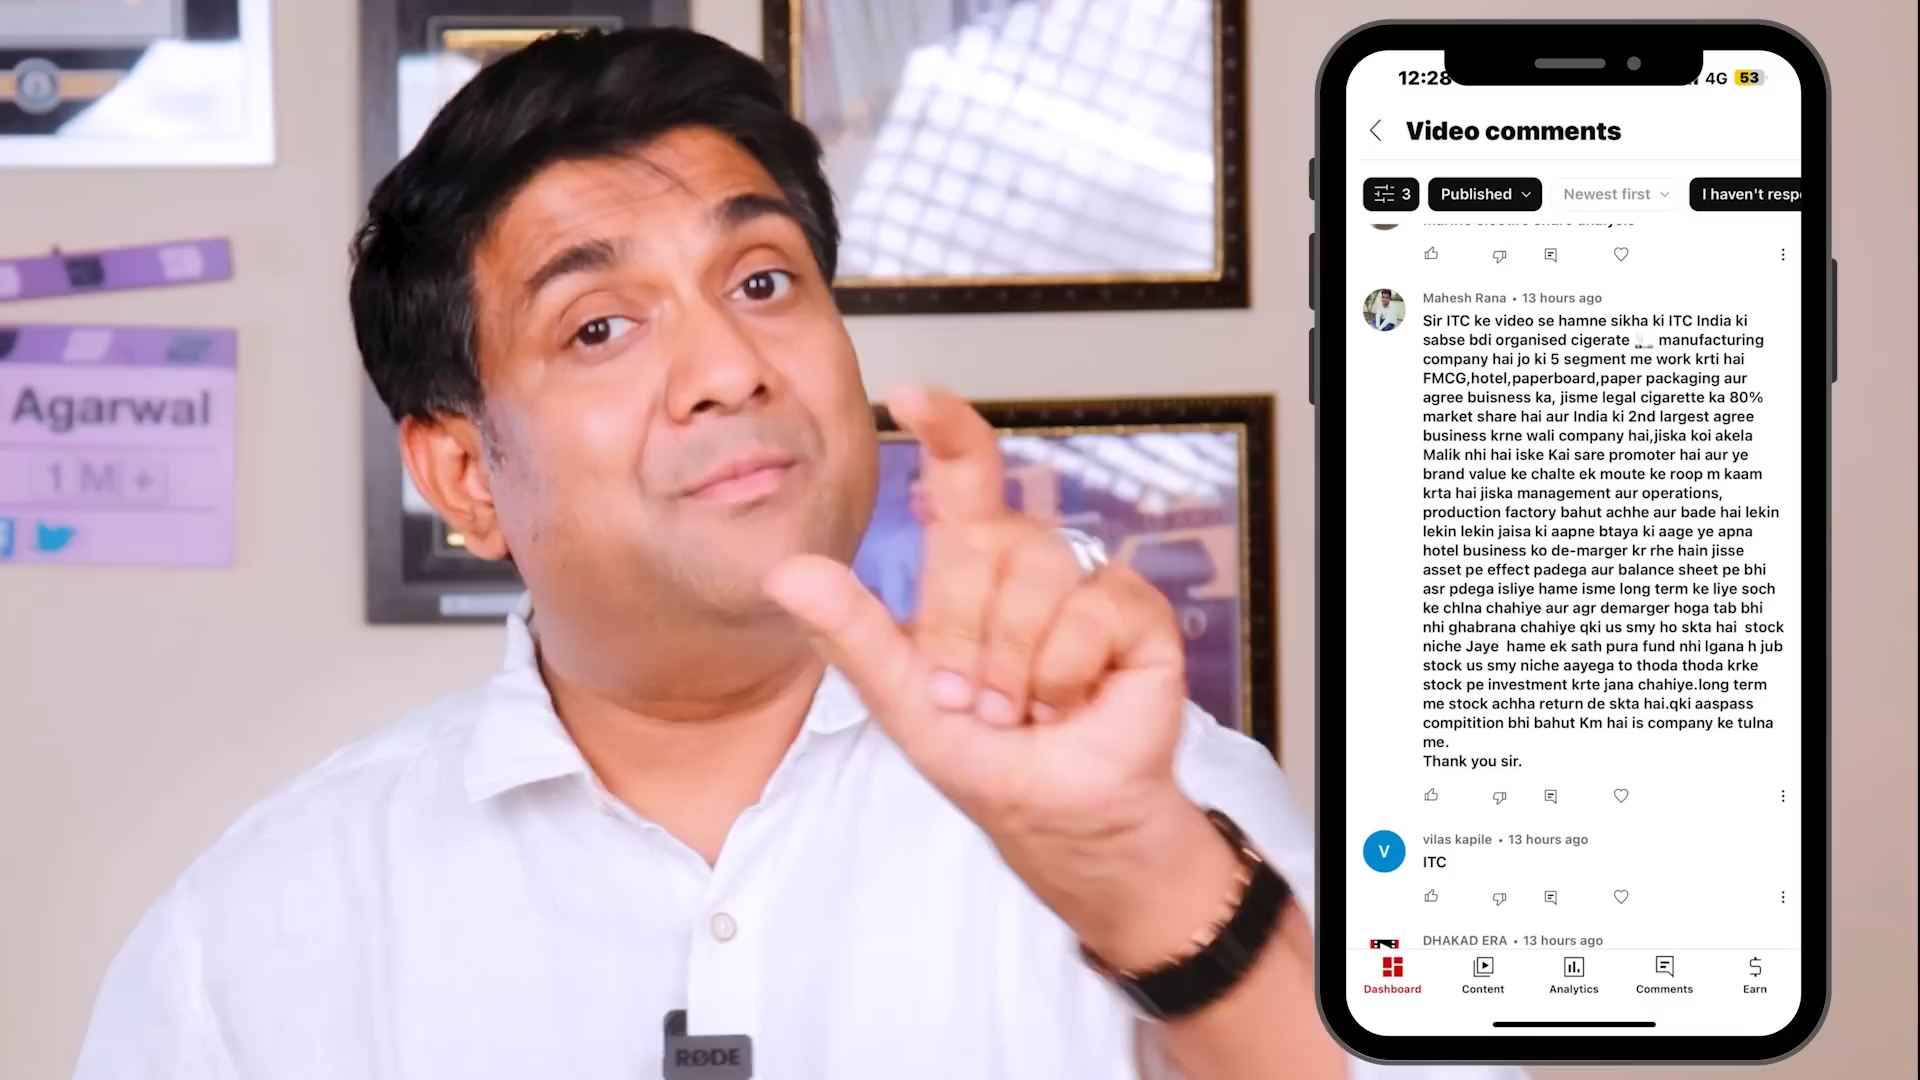 Agarwal
1 M +
RØDE
12:28
4G 53
Video comments
3
Published
Newest first
I haven't resp
Mahesh Rana • 13 hours ago
Sir ITC ke video se hamne sikha ki ITC India ki
sabse bdi organised cigerate 🚬 manufacturing
company hai jo ki 5 segment me work krti hai
FMCG,hotel,paperboard,paper packaging aur
agree buisness ka, jisme legal cigarette ka 80%
market share hai aur India ki 2nd largest agree
business krne wali company hai,jiska koi akela
Malik nhi hai iske Kai sare promoter hai aur ye
brand value ke chalte ek moute ke roop m kaam
krta hai jiska management aur operations,
production factory bahut achhe aur bade hai lekin
lekin lekin jaisa ki aapne btaya ki aage ye apna
hotel business ko de-marger kr rhe hain jisse
asset pe effect padega aur balance sheet pe bhi
asr pdega isliye hame isme long term ke liye soch
ke chlna chahiye aur agr demarger hoga tab bhi
nhi ghabrana chahiye qki us smy ho skta hai stock
niche Jaye hame ek sath pura fund nhi lgana h jub
stock us smy niche aayega to thoda thoda krke
stock pe investment krte jana chahiye.long term
me stock achha return de skta hai.qki aaspass
compitition bhi bahut Km hai is company ke tulna
me.
Thank you sir.
V
vilas kapile • 13 hours ago
ITC
DHAKAD ERA • 13 hours ago
Dashboard
Content
Analytics
Comments
Earn